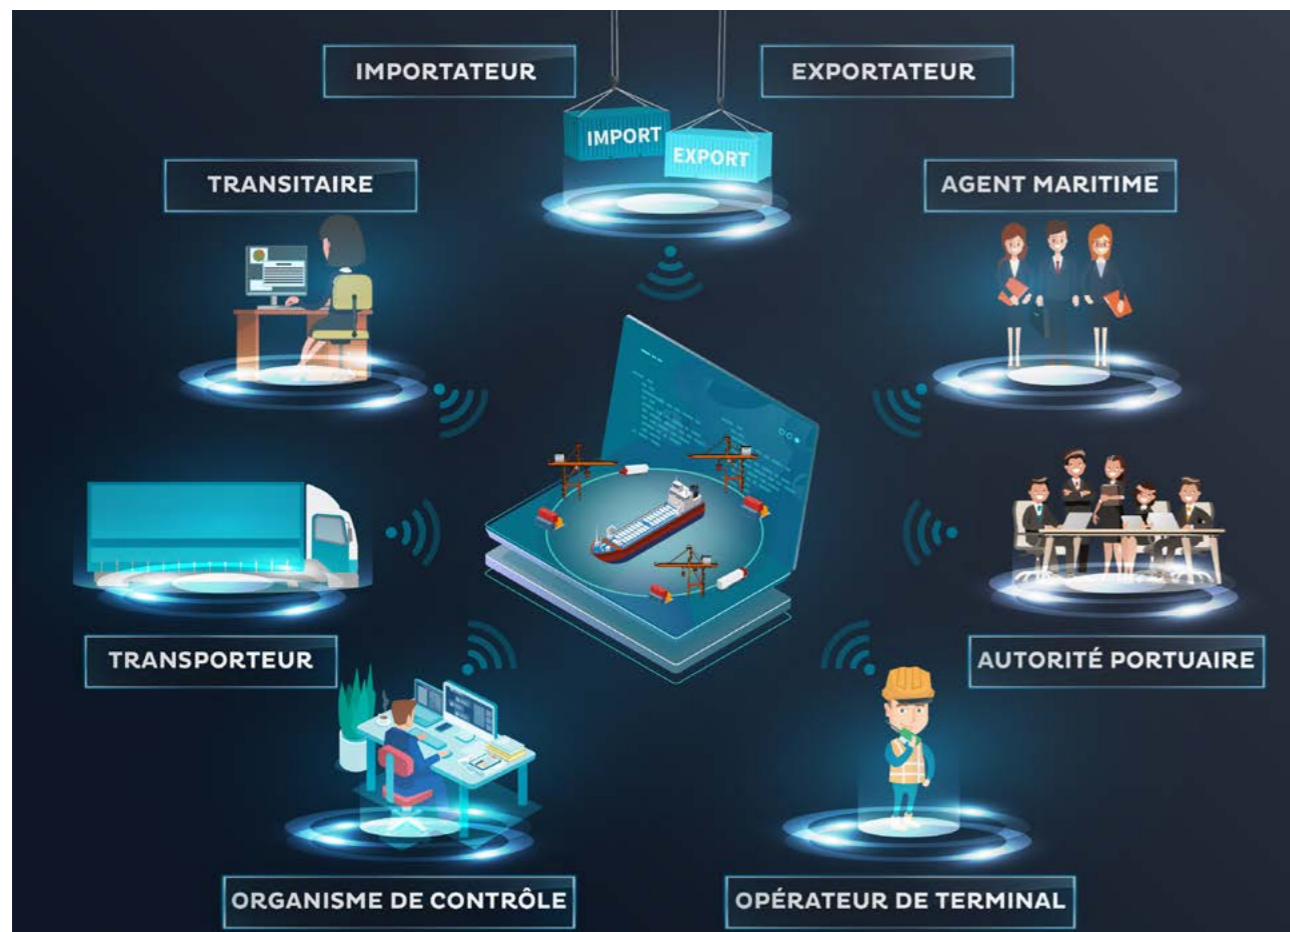 IMPORTATEUR
EXPORTATEUR
IMPORT
EXPORT
TRANSITAIRE
AGENT MARITIME
TRANSPORTEUR
AUTORITÉ PORTUAIRE
ORGANISME DE CONTRÔLE
OPÉRATEUR DE TERMINAL